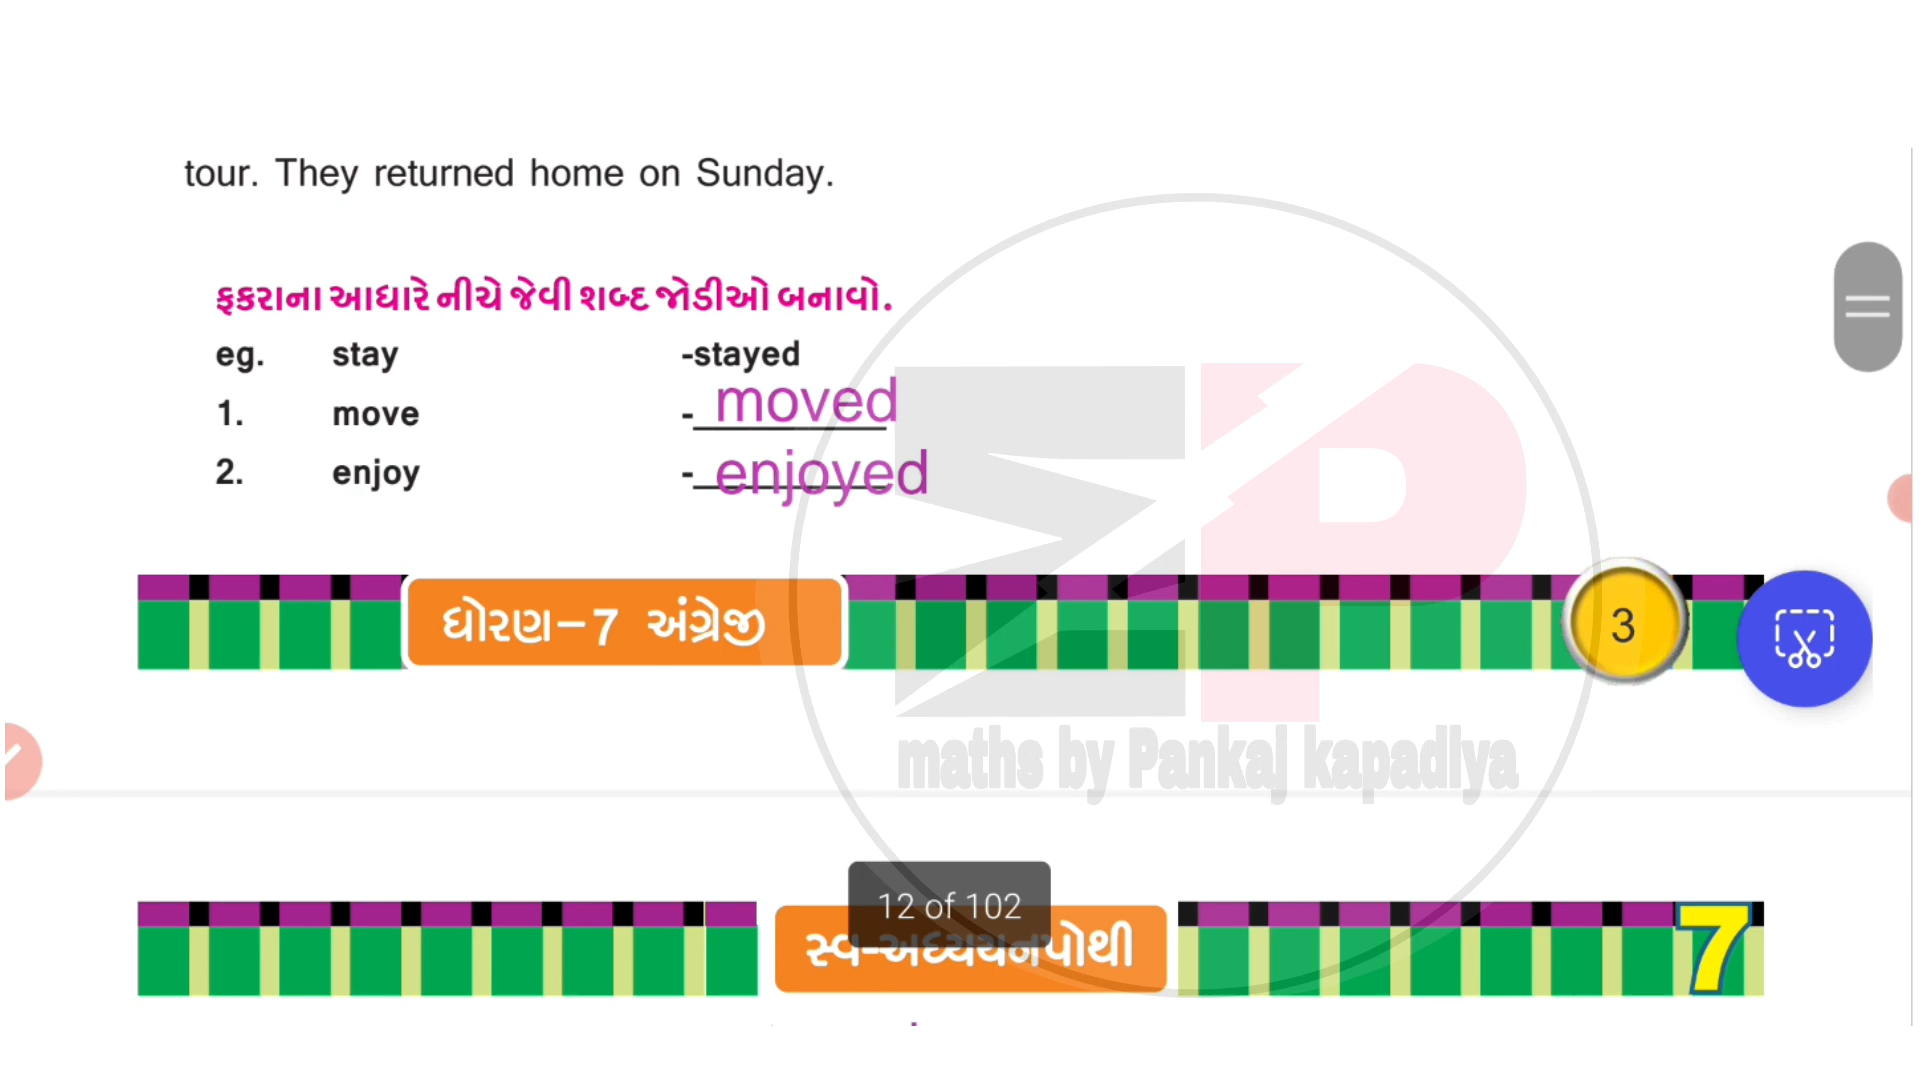 tour. They returned home on Sunday.
ફકરાના આધારે નીચે જેવી શબ્દ જોડીઓ બનાવો.
eg. stay -stayed
1. move - moved
2. enjoy - enjoyed
ધોરણ-7 અંગ્રેજી
3
maths by Pankaj kapadiya
12 of 102
સ્વ-અધ્યયનપોથી
7